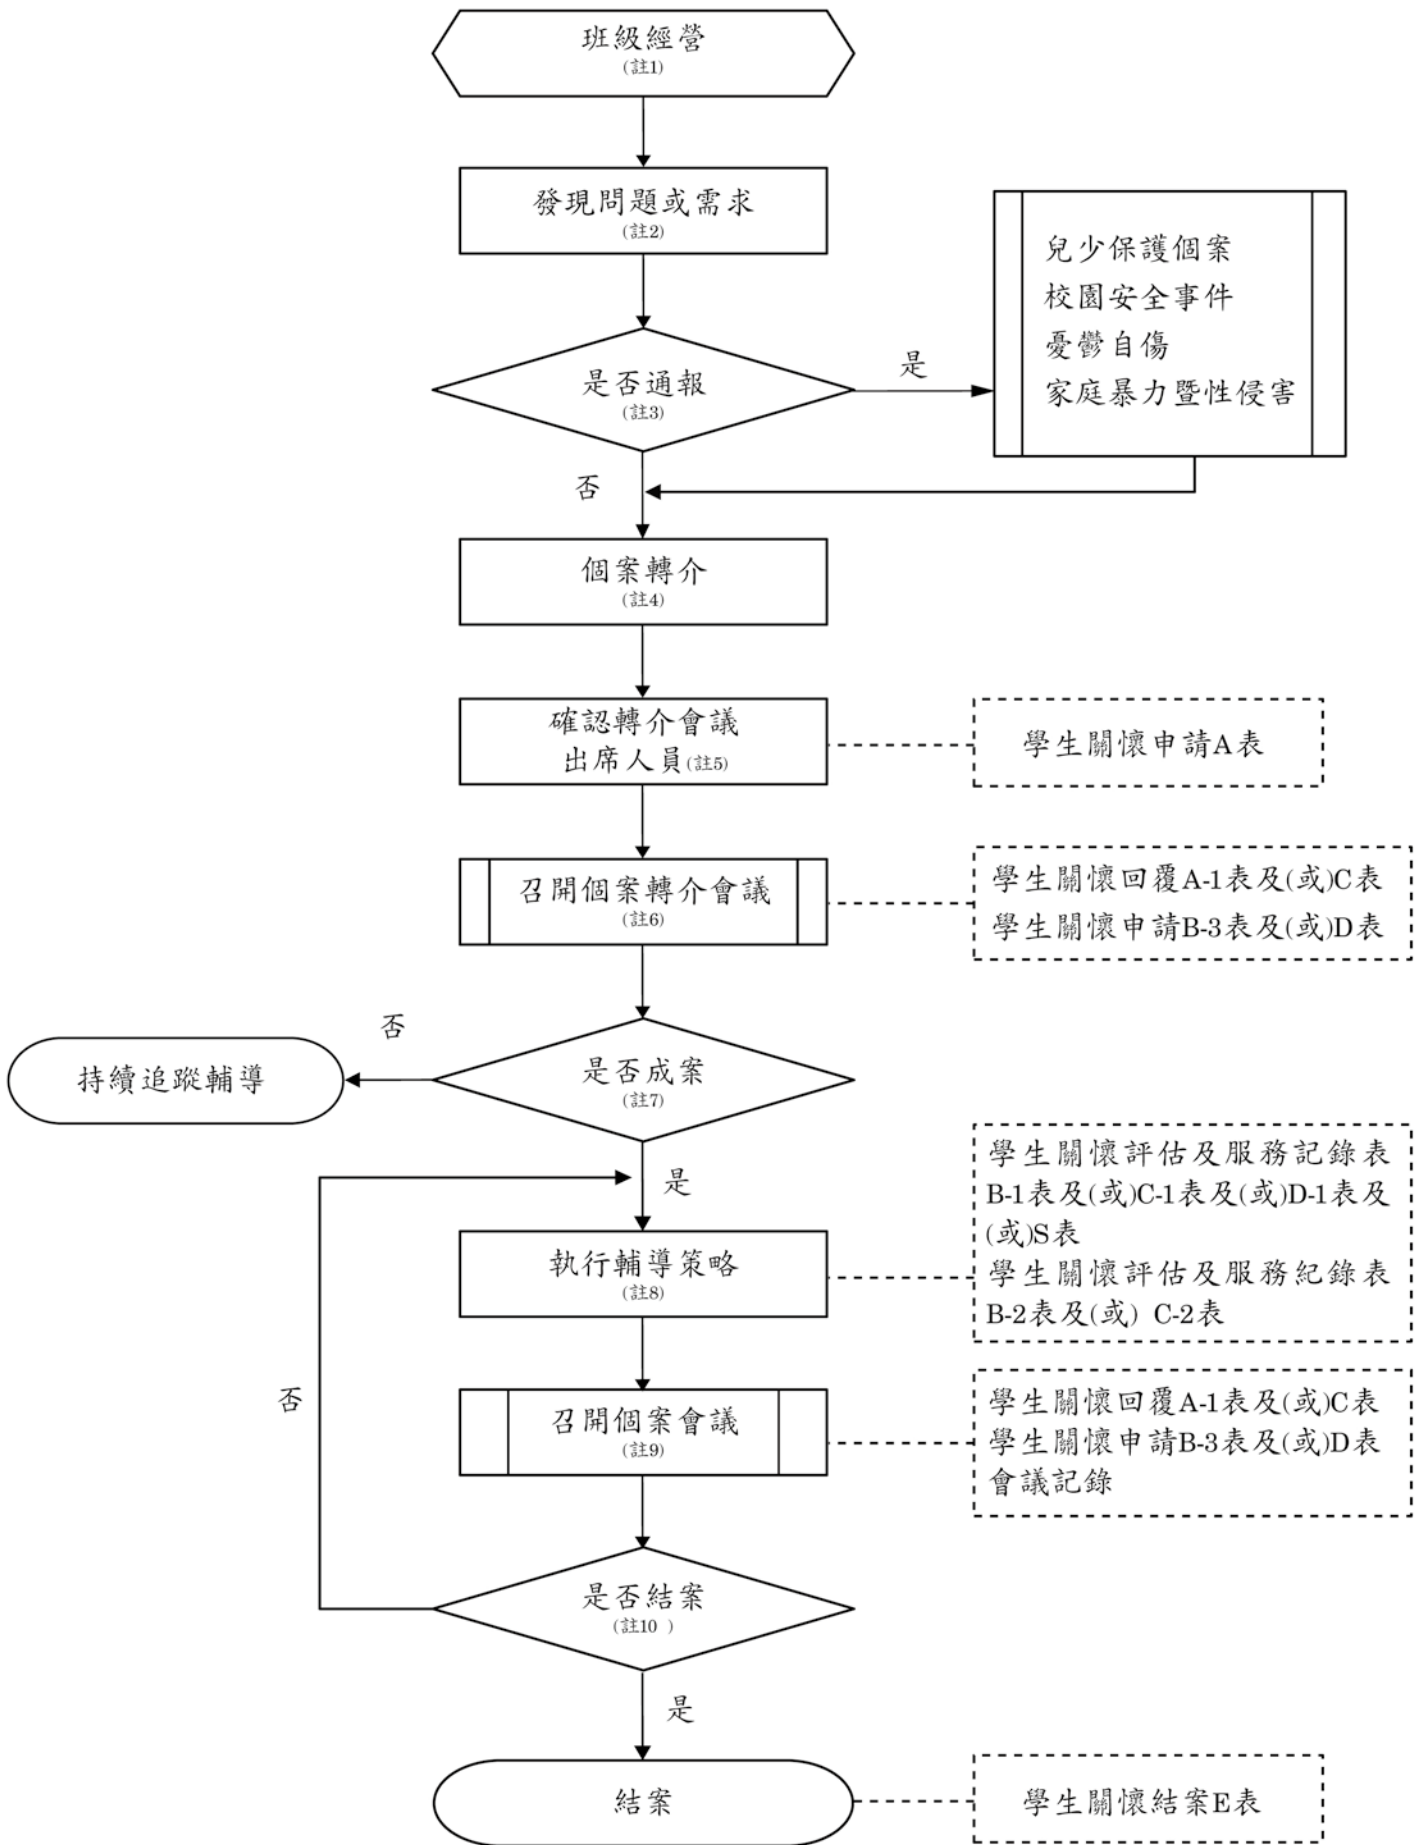 班級經營
(註1)
發現問題或需求
(註2)
兒少保護個案
校園安全事件
憂鬱自傷
家庭暴力暨性侵害
是否通報
(註3)
是
否
個案轉介
(註4)
確認轉介會議
出席人員(註5)
學生關懷申請A表
召開個案轉介會議
(註6)
學生關懷回覆A-1表及(或)C表
學生關懷申請B-3表及(或)D表
是否成案
(註7)
否
持續追蹤輔導
是
執行輔導策略
(註8)
學生關懷評估及服務記錄表
B-1表及(或)C-1表及(或)D-1表及
(或)S表
學生關懷評估及服務紀錄表
B-2表及(或) C-2表
召開個案會議
(註9)
學生關懷回覆A-1表及(或)C表
學生關懷申請B-3表及(或)D表
會議記錄
否
是否結案
(註10 )
是
結案
學生關懷結案E表